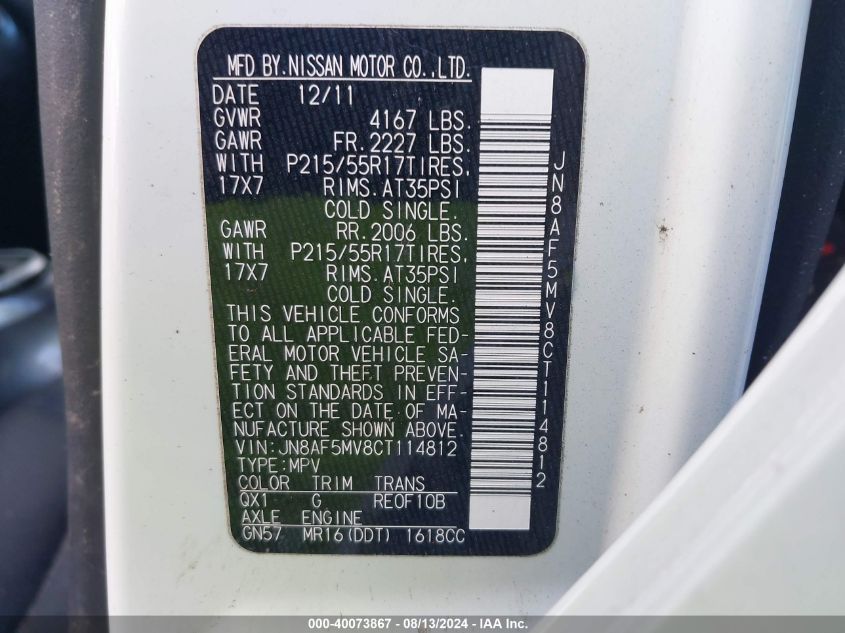 MFD BY.NISSAN MOTOR CO.,LTD.
DATE 12/11
GVWR 4167 LBS.
GAWR FR.2227 LBS.
WITH P215/55R17TIRES,
17X7 RIMS.AT35PSI
COLD SINGLE.
GAWR RR.2006 LBS.
WITH P215/55R17TIRES,
17X7 RIMS.AT35PSI
COLD SINGLE.
THIS VEHICLE CONFORMS
TO ALL APPLICABLE FED-
ERAL MOTOR VEHICLE SA-
FETY AND THEFT PREVEN-
TION STANDARDS IN EFF-
ECT ON THE DATE OF MA-
NUFACTURE SHOWN ABOVE.
VIN:JN8AF5MV8CT114812
TYPE:MPV
COLOR TRIM TRANS
QX1 G RE0F10B
AXLE ENGINE
GN57 MR16(DDT) 1618CC
JN8AF5MV8CT114812
000-40073867 - 08/13/2024 - IAA Inc.